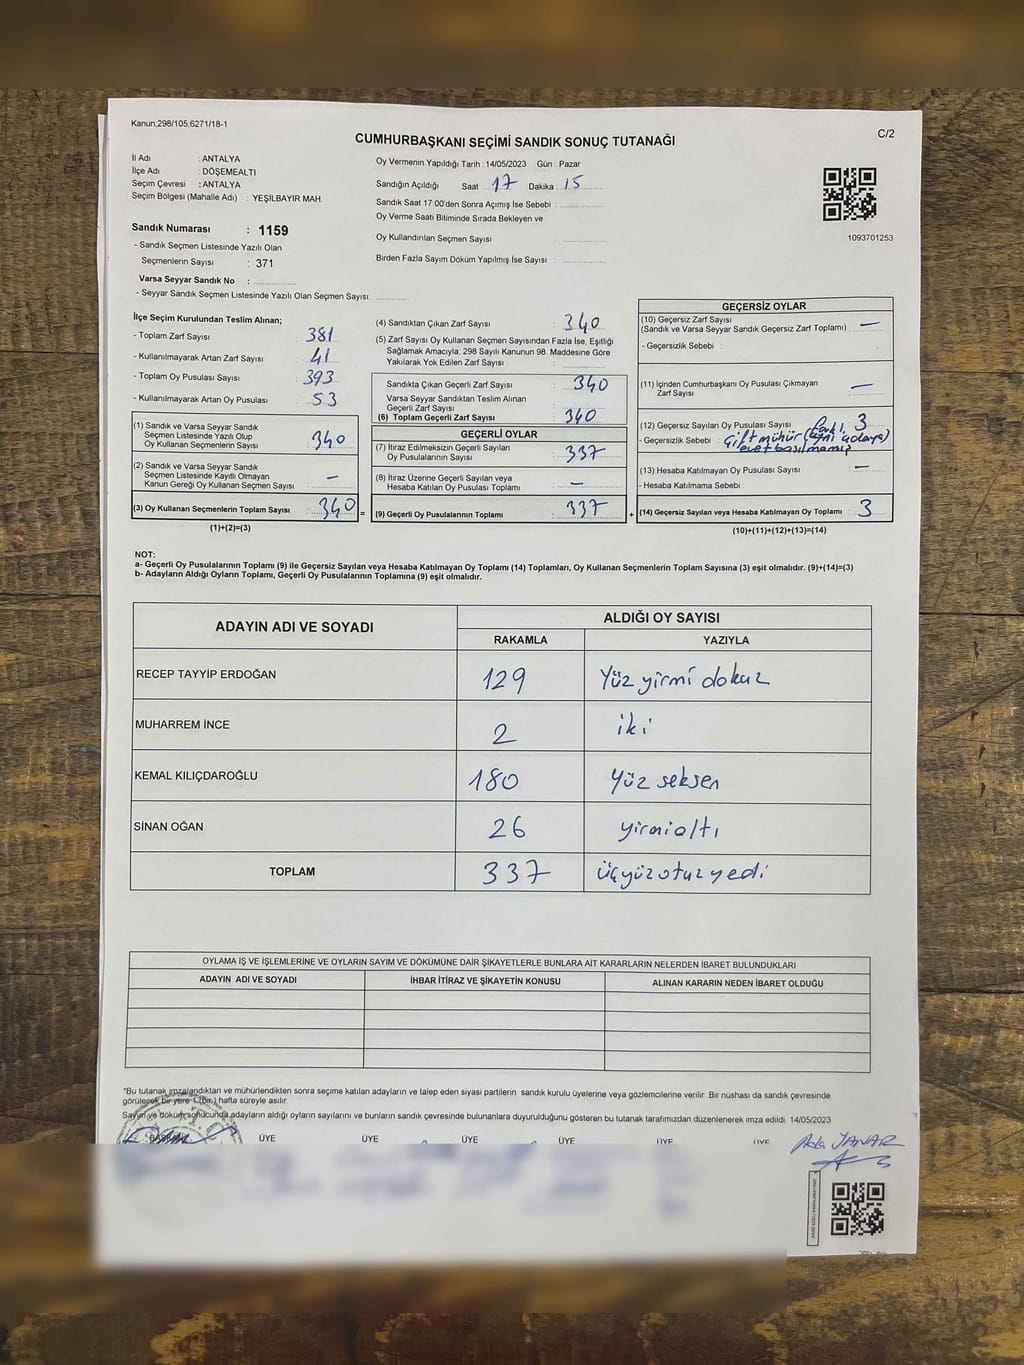 Kanun,298/105,6271/18-1
C/2
CUMHURBAŞKANI SEÇİMİ SANDIK SONUÇ TUTANAĞI
İl Adı : ANTALYA
İlçe Adı : DÖŞEMEALTI
Seçim Çevresi : ANTALYA
Seçim Bölgesi (Mahalle Adı) : YEŞİLBAYIR MAH.
Sandık Numarası : 1159
- Sandık Seçmen Listesinde Yazılı Olan
Seçmenlerin Sayısı : 371
Varsa Seyyar Sandık No :
- Seyyar Sandık Seçmen Listesinde Yazılı Olan Seçmen Sayısı:
Oy Vermenin Yapıldığı Tarih : 14/05/2023 Gün : Pazar
Sandığın Açıldığı Saat : 17 Dakika : 15
Sandık Saat 17:00'den Sonra Açımış İse Sebebi :
Oy Verme Saati Bitiminde Sırada Bekleyen ve
Oy Kullandırılan Seçmen Sayısı :
Birden Fazla Sayım Döküm Yapılmış İse Sayısı :
1093701253
İlçe Seçim Kurulundan Teslim Alınan;
- Toplam Zarf Sayısı : 381
- Kullanılmayarak Artan Zarf Sayısı : 41
- Toplam Oy Pusulası Sayısı : 393
- Kullanılmayarak Artan Oy Pusulası : 53
(1) Sandık ve Varsa Seyyar Sandık
Seçmen Listesinde Yazılı Olup
Oy Kullanan Seçmenlerin Sayısı : 340
(2) Sandık ve Varsa Seyyar Sandık
Seçmen Listesinde Kayıtlı Olmayan
Kanun Gereği Oy Kullanan Seçmen Sayısı : -
(3) Oy Kullanan Seçmenlerin Toplam Sayısı : 340 =
(1)+(2)=(3)
(4) Sandıktan Çıkan Zarf Sayısı : 340
(5) Zarf Sayısı Oy Kullanan Seçmen Sayısından Fazla İse, Eşitliği
Sağlamak Amacıyla; 298 Sayılı Kanunun 98. Maddesine Göre
Yakılarak Yok Edilen Zarf Sayısı :
Sandıkta Çıkan Geçerli Zarf Sayısı : 340
Varsa Seyyar Sandıktan Teslim Alınan
Geçerli Zarf Sayısı :
(6) Toplam Geçerli Zarf Sayısı : 340
GEÇERLİ OYLAR
(7) İtiraz Edilmeksizin Geçerli Sayılan
Oy Pusulalarının Sayısı : 337
(8) İtiraz Üzerine Geçerli Sayılan veya
Hesaba Katılan Oy Pusulası Toplamı : -
(9) Geçerli Oy Pusulalarının Toplamı : 337 +
GEÇERSİZ OYLAR
(10) Geçersiz Zarf Sayısı
(Sandık ve Varsa Seyyar Sandık Geçersiz Zarf Toplamı) : -
- Geçersizlik Sebebi :
(11) İçinden Cumhurbaşkanı Oy Pusulası Çıkmayan
Zarf Sayısı : -
(12) Geçersiz Sayılan Oy Pusulası Sayısı : 3
- Geçersizlik Sebebi : Çift mühür
evet basılmamış
(13) Hesaba Katılmayan Oy Pusulası Sayısı : -
- Hesaba Katılmama Sebebi :
(14) Geçersiz Sayılan veya Hesaba Katılmayan Oy Toplamı : 3
(10)+(11)+(12)+(13)=(14)
NOT:
a- Geçerli Oy Pusulalarının Toplamı (9) ile Geçersiz Sayılan veya Hesaba Katılmayan Oy Toplamı (14) Toplamları, Oy Kullanan Seçmenlerin Toplam Sayısına (3) eşit olmalıdır. (9)+(14)=(3)
b- Adayların Aldığı Oyların Toplamı, Geçerli Oy Pusulalarının Toplamına (9) eşit olmalıdır.
ADAYIN ADI VE SOYADI ALDIĞI OY SAYISI
RAKAMLA YAZIYLA
RECEP TAYYİP ERDOĞAN 129 Yüz yirmi dokuz
MUHARREM İNCE 2 iki
KEMAL KILIÇDAROĞLU 180 Yüz seksen
SİNAN OĞAN 26 yirmialtı
TOPLAM 337 üçyüzotuzyedi
OYLAMA İŞ VE İŞLEMLERİNE VE OYLARIN SAYIM VE DÖKÜMÜNE DAİR ŞİKAYETLERLE BUNLARA AİT KARARLARIN NELERDEN İBARET BULUNDUKLARI
ADAYIN ADI VE SOYADI İHBAR İTİRAZ VE ŞİKAYETİN KONUSU ALINAN KARARIN NEDEN İBARET OLDUĞU
"Bu tutanak imzalandıktan ve mühürlendikten sonra seçime katılan adayların ve talep eden siyasi partilerin sandık kurulu üyelerine veya gözlemcilerine verilir. Bir nüshası da sandık çevresinde
görülecek bir yere 1 (bir) hafta süreyle asılır.
Sayım ve döküm sonucunda adayların aldığı oyların sayılarını ve bunların sandık çevresinde bulunanlara duyurulduğunu gösteren bu tutanak tarafımızdan düzenlenerek imza edildi. 14/05/2023
ÜYE ÜYE ÜYE ÜYE ÜYE ÜYE